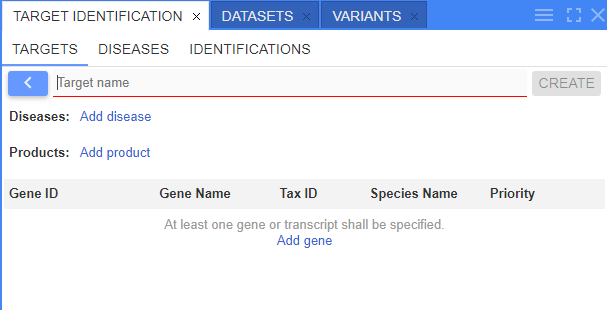 TARGET IDENTIFICATION × DATASETS × VARIANTS ×
TARGETS DISEASES IDENTIFICATIONS
Target name CREATE
Diseases: Add disease
Products: Add product
Gene ID Gene Name Tax ID Species Name Priority
At least one gene or transcript shall be specified.
Add gene